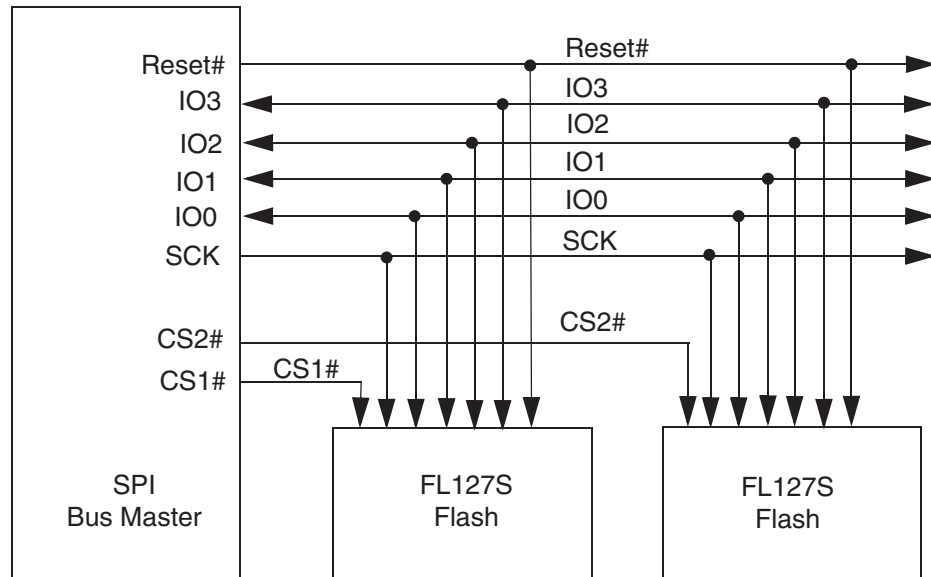 Reset#
Reset#
IO3
IO3
IO2
IO2
IO1
IO1
IO0
IO0
SCK
SCK
CS2#
CS2#
CS1#
CS1#
SPI
Bus Master
FL127S
Flash
FL127S
Flash